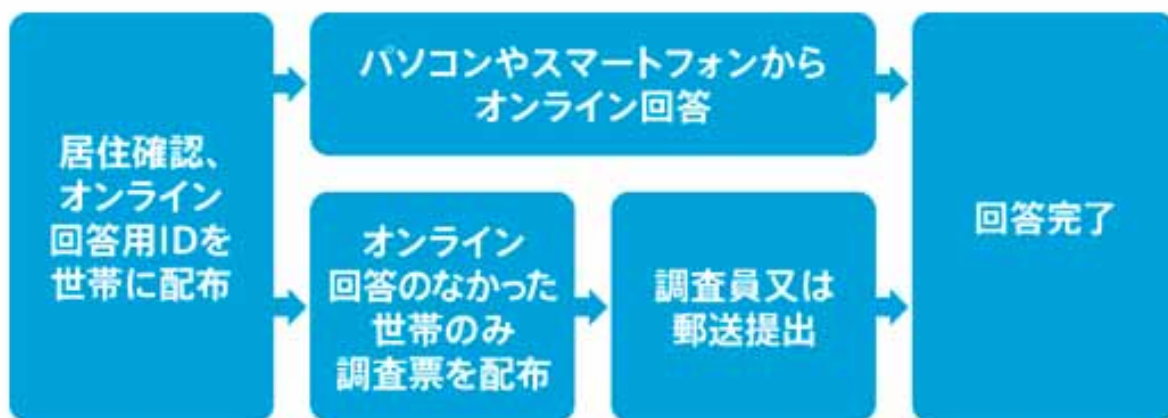 居住確認、
オンライン
回答用IDを
世帯に配布
パソコンやスマートフォンから
オンライン回答
オンライン
回答のなかった
世帯のみ
調査票を配布
調査員又は
郵送提出
回答完了